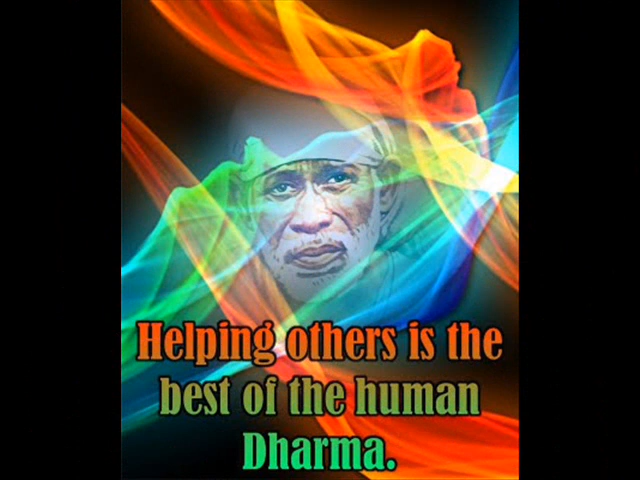 Helping others is the
best of the human
Dharma.